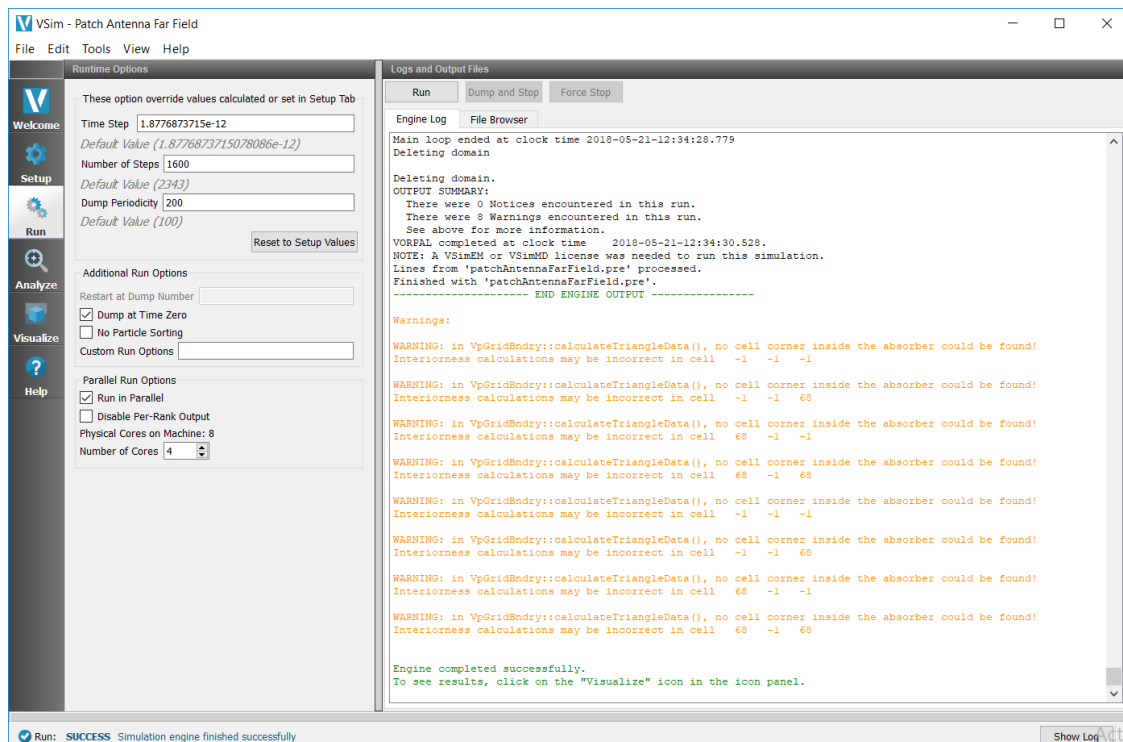 VSim - Patch Antenna Far Field
File Edit Tools View Help
Runtime Options
These option override values calculated or set in Setup Tab
Time Step 1.8776873715e-12
Default Value (1.8776873715078086e-12)
Number of Steps 1600
Default Value (2343)
Dump Periodicity 200
Default Value (100)
Reset to Setup Values
Additional Run Options
Restart at Dump Number
Dump at Time Zero
No Particle Sorting
Custom Run Options
Parallel Run Options
Run in Parallel
Disable Per-Rank Output
Physical Cores on Machine: 8
Number of Cores 4
Welcome
Setup
Run
Analyze
Visualize
Help
Logs and Output Files
Run Dump and Stop Force Stop
Engine Log File Browser
Main loop ended at clock time 2018-05-21-12:34:28.779
Deleting domain
Deleting domain.
OUTPUT SUMMARY:
There were 0 Notices encountered in this run.
There were 8 Warnings encountered in this run.
See above for more information.
VORPAL completed at clock time 2018-05-21-12:34:30.528.
NOTE: A VSimEM or VSimMD license was needed to run this simulation.
Lines from 'patchAntennaFarField.pre' processed.
Finished with 'patchAntennaFarField.pre'.
--------------------- END ENGINE OUTPUT ----------------
Warnings:
WARNING: in VpGridBndry::calculateTriangleData(), no cell corner inside the absorber could be found!
Interiorness calculations may be incorrect in cell -1 -1 -1
WARNING: in VpGridBndry::calculateTriangleData(), no cell corner inside the absorber could be found!
Interiorness calculations may be incorrect in cell -1 -1 68
WARNING: in VpGridBndry::calculateTriangleData(), no cell corner inside the absorber could be found!
Interiorness calculations may be incorrect in cell 68 -1 -1
WARNING: in VpGridBndry::calculateTriangleData(), no cell corner inside the absorber could be found!
Interiorness calculations may be incorrect in cell 68 -1 68
WARNING: in VpGridBndry::calculateTriangleData(), no cell corner inside the absorber could be found!
Interiorness calculations may be incorrect in cell -1 -1 -1
WARNING: in VpGridBndry::calculateTriangleData(), no cell corner inside the absorber could be found!
Interiorness calculations may be incorrect in cell -1 -1 68
WARNING: in VpGridBndry::calculateTriangleData(), no cell corner inside the absorber could be found!
Interiorness calculations may be incorrect in cell 68 -1 -1
WARNING: in VpGridBndry::calculateTriangleData(), no cell corner inside the absorber could be found!
Interiorness calculations may be incorrect in cell 68 -1 68
Engine completed successfully.
To see results, click on the "Visualize" icon in the icon panel.
Run: SUCCESS Simulation engine finished successfully
Show Log